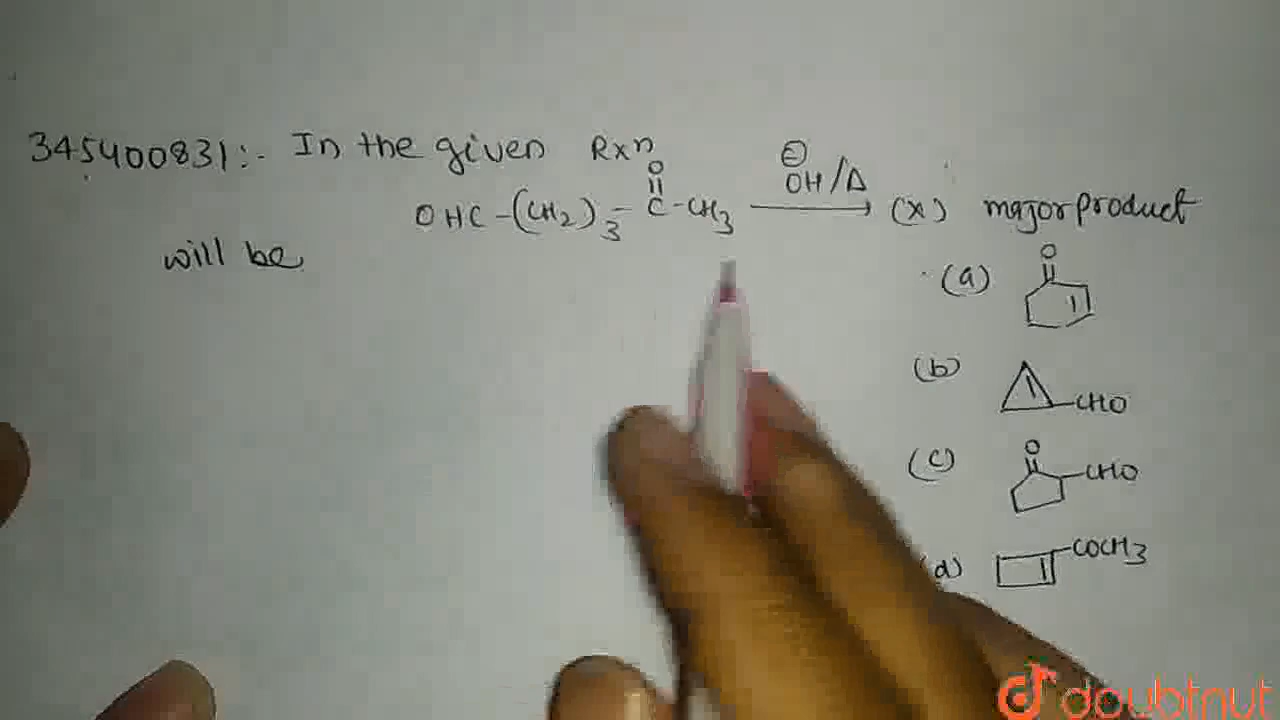 345400831:- In the given Rxn
O
OHC-(CH2)3-C-CH3 ⊖OH/Δ → (X) major product
will be
(a) O
(b) CHO
(c) O CHO
(d) COCH3
doubtnut